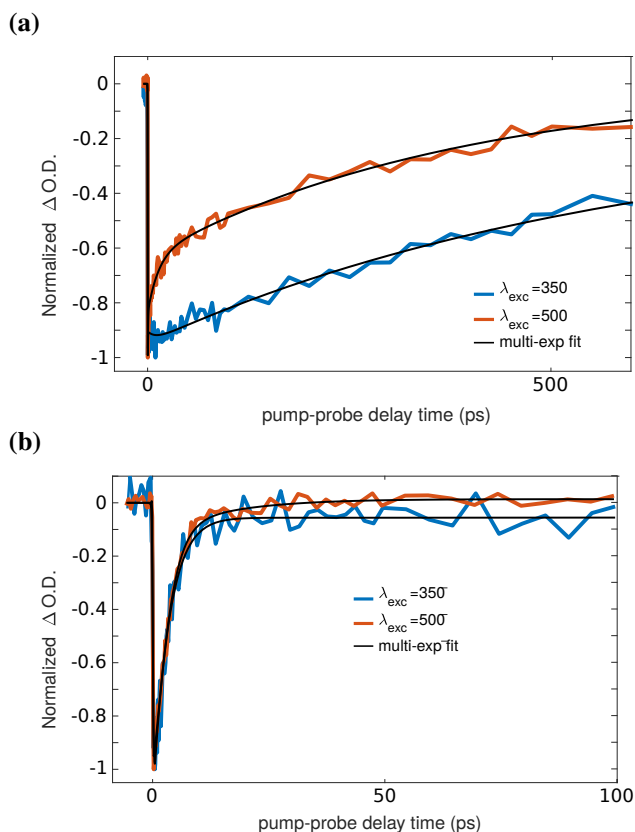 (a)
0
-0.2
-0.4
-0.6
-0.8
-1
Normalized Δ O.D.
λexc=350
λexc=500
multi-exp fit
0 500
pump-probe delay time (ps)
(b)
0
-0.2
-0.4
-0.6
-0.8
-1
Normalized Δ O.D.
λexc=350
λexc=500
multi-exp fit
0 50 100
pump-probe delay time (ps)